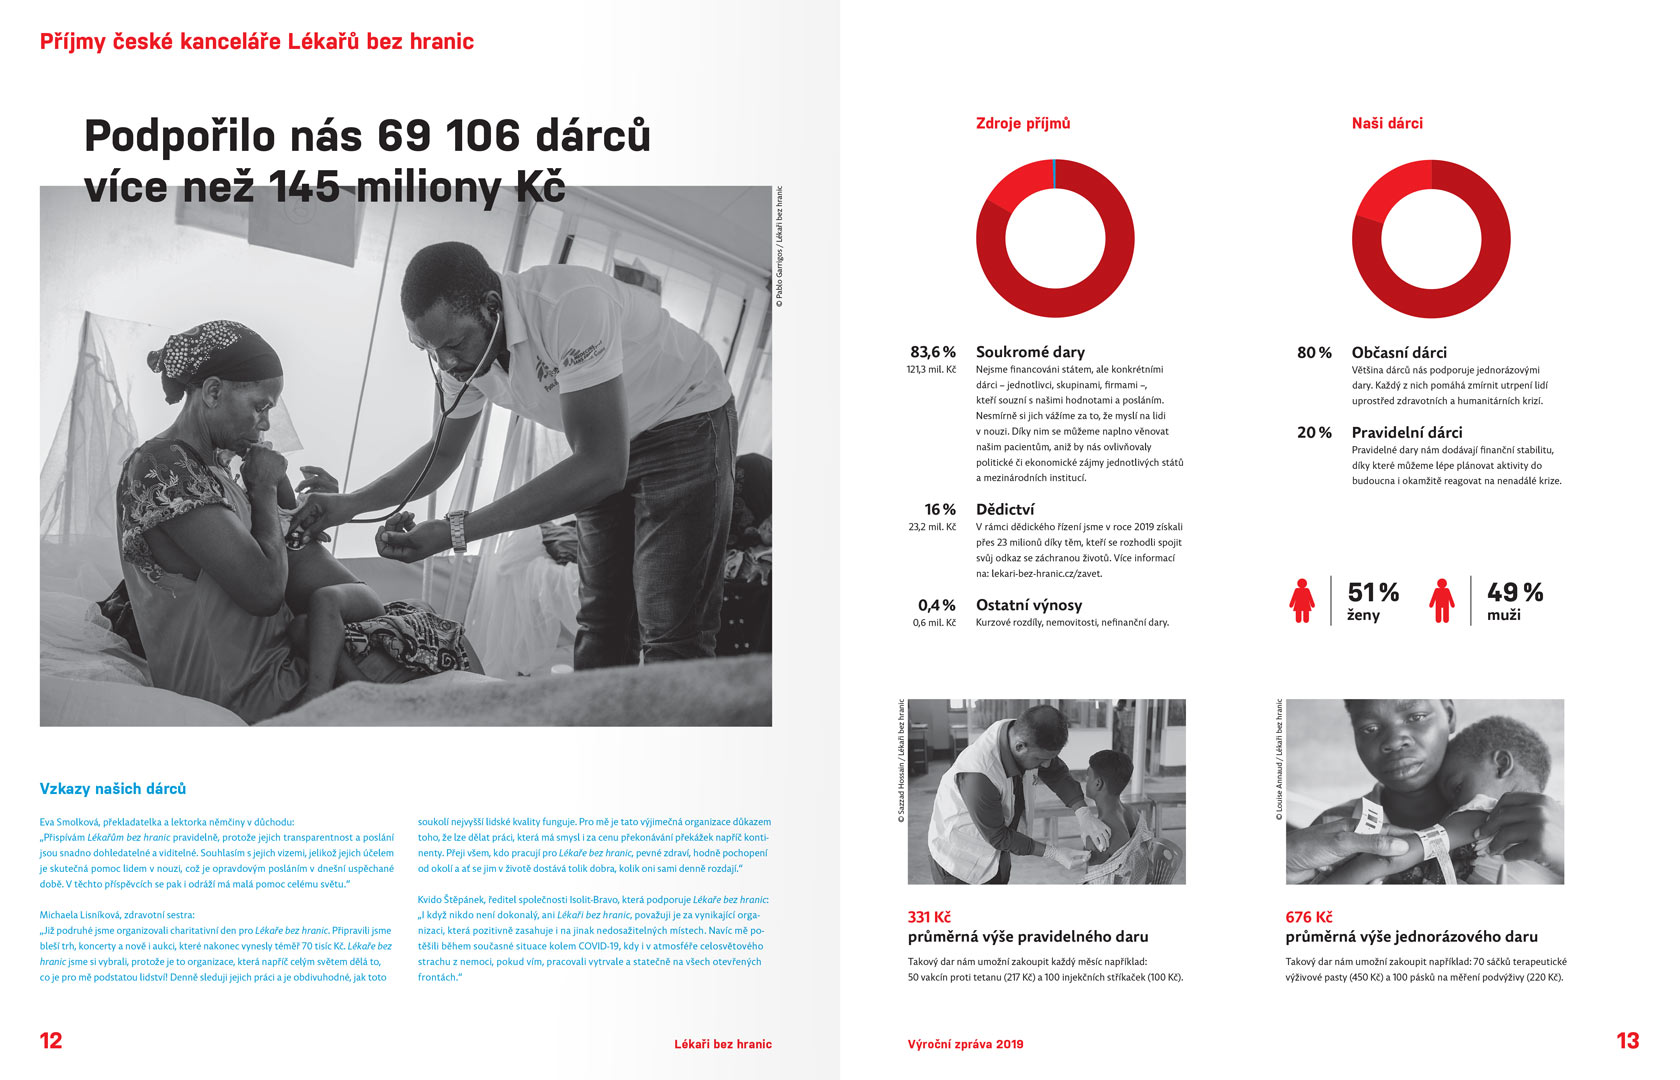 Příjmy české kanceláře Lékařů bez hranic
Podpořilo nás 69 106 dárců
více než 145 miliony Kč
© Pablo Garrigos / Lékaři bez hranic
Vzkazy našich dárců
Eva Smolková, překladatelka a lektorka němčiny v důchodu:
„Přispívám Lékařům bez hranic pravidelně, protože jejich transparentnost a poslání
jsou snadno dohledatelné a viditelné. Souhlasím s jejich vizemi, jelikož jejich účelem
je skutečná pomoc lidem v nouzi, což je opravdovým posláním v dnešní uspěchané
době. V těchto příspěvcích se pak i odráží má malá pomoc celému světu.“
Michaela Lisníková, zdravotní sestra:
„Již podruhé jsme organizovali charitativní den pro Lékaře bez hranic. Připravili jsme
bleší trh, koncerty a nově i aukci, které nakonec vynesly téměř 70 tisíc Kč. Lékaře bez
hranic jsme si vybrali, protože je to organizace, která napříč celým světem dělá to,
co je pro mě podstatou lidství! Denně sleduji jejich práci a je obdivuhodné, jak toto
soukolí nejvyšší lidské kvality funguje. Pro mě je tato výjimečná organizace důkazem
toho, že lze dělat práci, která má smysl i za cenu překonávání překážek napříč konti-
nenty. Přeji všem, kdo pracují pro Lékaře bez hranic, pevné zdraví, hodně pochopení
od okolí a ať se jim v životě dostává tolik dobra, kolik oni sami denně rozdají.“
Kvido Štěpánek, ředitel společnosti Isolit-Bravo, která podporuje Lékaře bez hranic:
„I když nikdo není dokonalý, ani Lékaři bez hranic, považuji je za vynikající orga-
nizaci, která pozitivně zasahuje i na jinak nedosažitelných místech. Navíc mě po-
těšili během současné situace kolem COVID-19, kdy i v atmosféře celosvětového
strachu z nemoci, pokud vím, pracovali vytrvale a statečně na všech otevřených
frontách.“
12
Lékaři bez hranic
Zdroje příjmů
83,6 %
121,3 mil. Kč
Soukromé dary
Nejsme financováni státem, ale konkrétními
dárci – jednotlivci, skupinami, firmami –,
kteří souzní s našimi hodnotami a posláním.
Nesmírně si jich vážíme za to, že myslí na lidi
v nouzi. Díky nim se můžeme naplno věnovat
našim pacientům, aniž by nás ovlivňovaly
politické či ekonomické zájmy jednotlivých států
a mezinárodních institucí.
16 %
23,2 mil. Kč
Dědictví
V rámci dědického řízení jsme v roce 2019 získali
přes 23 milionů díky těm, kteří se rozhodli spojit
svůj odkaz se záchranou životů. Více informací
na: lekari-bez-hranic.cz/zavet.
0,4 %
0,6 mil. Kč
Ostatní výnosy
Kurzové rozdíly, nemovitosti, nefinanční dary.
Naši dárci
80 %
Občasní dárci
Většina dárců nás podporuje jednorázovými
dary. Každý z nich pomáhá zmírnit utrpení lidí
uprostřed zdravotních a humanitárních krizí.
20 %
Pravidelní dárci
Pravidelné dary nám dodávají finanční stabilitu,
díky které můžeme lépe plánovat aktivity do
budoucna i okamžitě reagovat na nenadálé krize.
51 %
ženy
49 %
muži
© Sazzad Hossain / Lékaři bez hranic
331 Kč
průměrná výše pravidelného daru
Takový dar nám umožní zakoupit každý měsíc například:
50 vakcín proti tetanu (217 Kč) a 100 injekčních stříkaček (100 Kč).
© Louise Annaud / Lékaři bez hranic
676 Kč
průměrná výše jednorázového daru
Takový dar nám umožní zakoupit například: 70 sáčků terapeutické
výživové pasty (450 Kč) a 100 pásků na měření podvýživy (220 Kč).
Výroční zpráva 2019
13